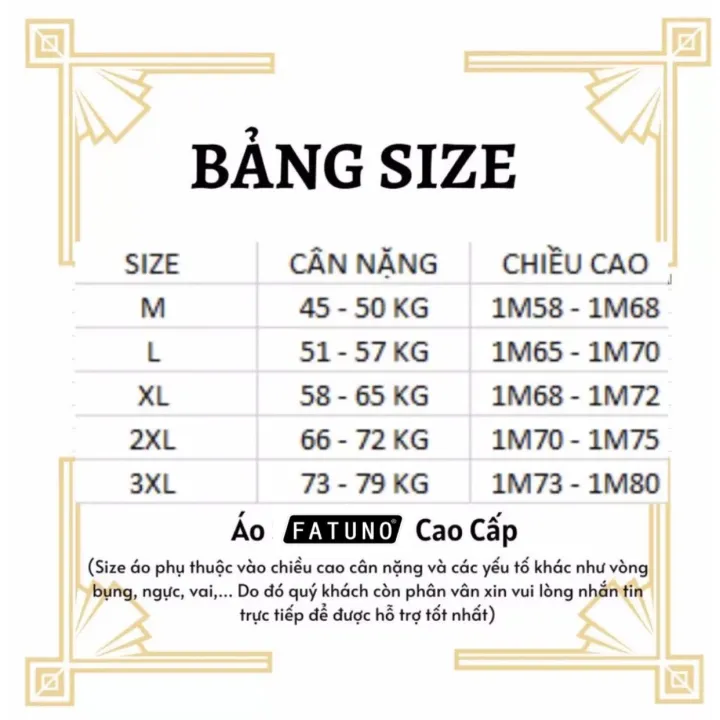 BẢNG SIZE
SIZE CÂN NẶNG CHIỀU CAO
M 45 - 50 KG 1M58 - 1M68
L 51 - 57 KG 1M65 - 1M70
XL 58 - 65 KG 1M68 - 1M72
2XL 66 - 72 KG 1M70 - 1M75
3XL 73 - 79 KG 1M73 - 1M80
Áo FATUNO® Cao Cấp
(Size áo phụ thuộc vào chiều cao cân nặng và các yếu tố khác như vòng
bụng, ngực, vai,... Do đó quý khách còn phân vân xin vui lòng nhắn tin
trực tiếp để được hỗ trợ tốt nhất)